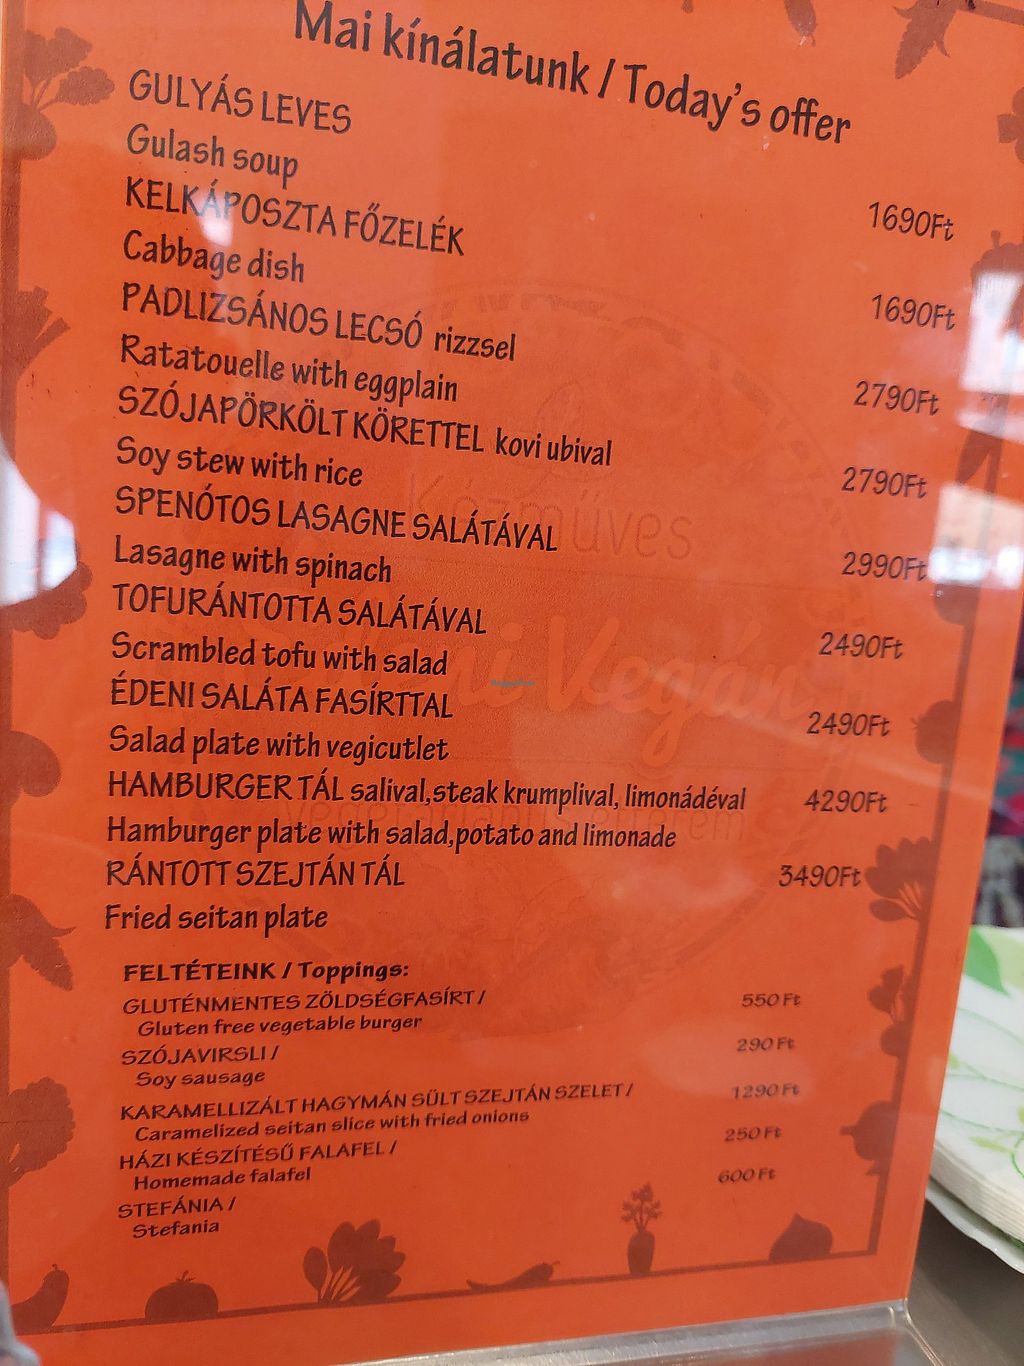 Mai kínálatunk / Today's offer
GULYÁS LEVES
Gulash soup 1690Ft
KELKÁPOSZTA FŐZELÉK
Cabbage dish 1690Ft
PADLIZSÁNOS LECSÓ rizzsel
Ratatouelle with eggplain 2790Ft
SZÓJAPÖRKÖLT KÖRETTEL kovi ubival
Soy stew with rice 2790Ft
SPENÓTOS LASAGNE SALÁTÁVAL
Lasagne with spinach 2990Ft
TOFURÁNTOTTA SALÁTÁVAL
Scrambled tofu with salad 2490Ft
ÉDENI SALÁTA FASÍRTTAL
Salad plate with vegicutlet 2490Ft
HAMBURGER TÁL salival,steak krumplival, limonádéval 4290Ft
Hamburger plate with salad,potato and limonade
RÁNTOTT SZEJTÁN TÁL 3490Ft
Fried seitan plate
FELTÉTEINK / Toppings:
GLUTÉNMENTES ZÖLDSÉGFASÍRT / 550 Ft
Gluten free vegetable burger
SZÓJAVIRSLI / 290 Ft
Soy sausage
KARAMELLIZÁLT HAGYMÁN SÜLT SZEJTÁN SZELET / 1290 Ft
Caramelized seitan slice with fried onions
HÁZI KÉSZÍTÉSŰ FALAFEL / 250 Ft
Homemade falafel
STEFÁNIA / 600 Ft
Stefania
Kézműves
Vegán